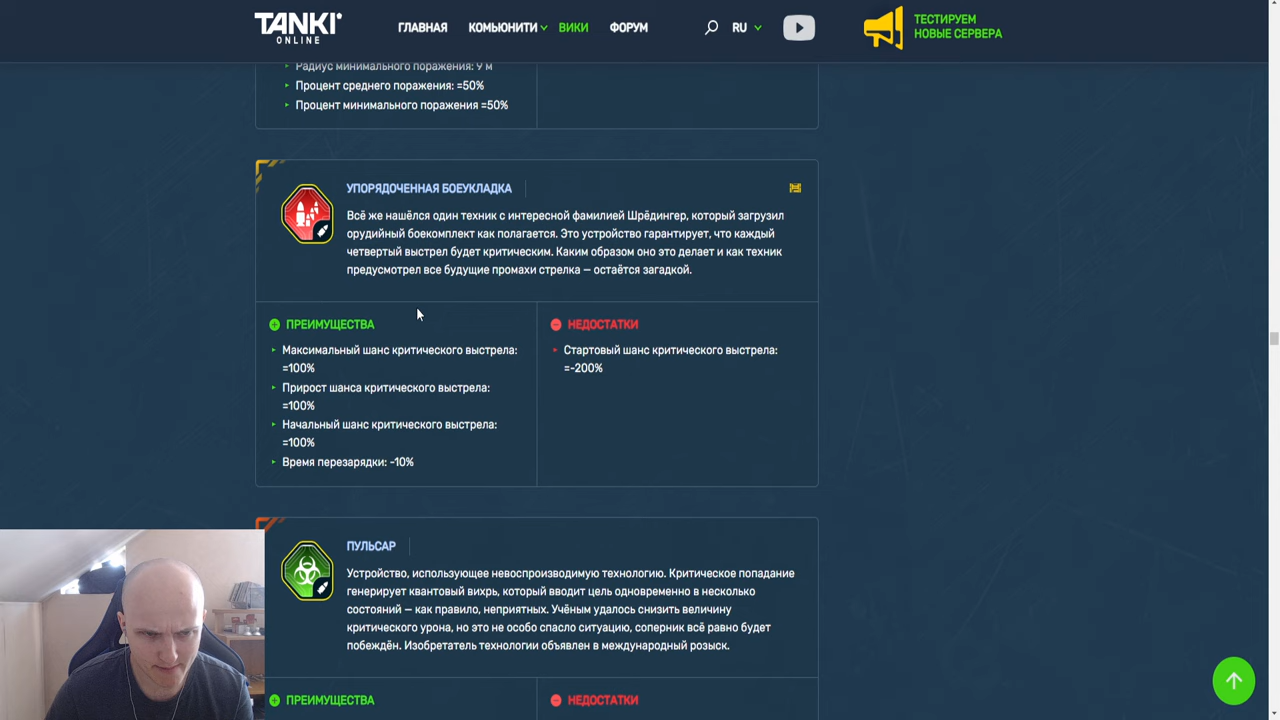 TANKI
ONLINE
ГЛАВНАЯ
КОМЬЮНИТИ
ВИКИ
ФОРУМ
RU
ТЕСТИРУЕМ
НОВЫЕ СЕРВЕРА
Радиус минимального поражения: 9 м
Процент среднего поражения: =50%
Процент минимального поражения =50%
УПОРЯДОЧЕННАЯ БОЕУКЛАДКА
Всё же нашёлся один техник с интересной фамилией Шрёдингер, который загрузил
орудийный боекомплект как полагается. Это устройство гарантирует, что каждый
четвертый выстрел будет критическим. Каким образом оно это делает и как техник
предусмотрел все будущие промахи стрелка — остаётся загадкой.
ПРЕИМУЩЕСТВА
Максимальный шанс критического выстрела:
=100%
Прирост шанса критического выстрела:
=100%
Начальный шанс критического выстрела:
=100%
Время перезарядки: -10%
НЕДОСТАТКИ
Стартовый шанс критического выстрела:
=-200%
ПУЛЬСАР
Устройство, использующее невоспроизводимую технологию. Критическое попадание
генерирует квантовый вихрь, который вводит цель одновременно в несколько
состояний — как правило, неприятных. Учёным удалось снизить величину
критического урона, но это не особо спасло ситуацию, соперник всё равно будет
побеждён. Изобретатель технологии объявлен в международный розыск.
ПРЕИМУЩЕСТВА
НЕДОСТАТКИ